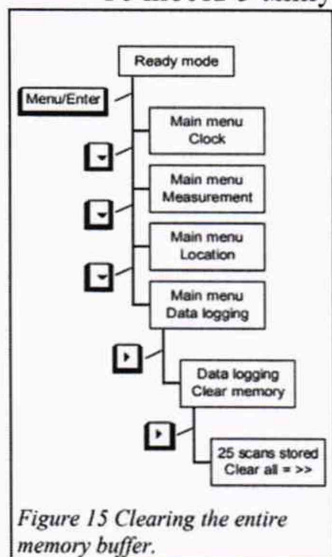 Ready mode
Menu/Enter
Main menu
Clock
Main menu
Measurement
Main menu
Location
Main menu
Data logging
Data logging
Clear memory
25 scans stored
Clear all = >>
Figure 15 Clearing the entire
memory buffer.